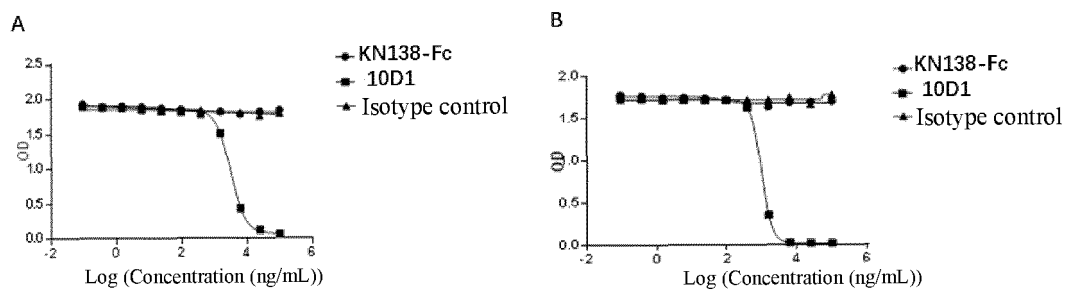 A
KN138-Fc
10D1
Isotype control
2.5
2.0
1.5
1.0
0.5
0.0
OD
-2
0
2
4
6
Log (Concentration (ng/mL))
B
KN138-Fc
10D1
Isotype control
2.0
1.5
1.0
0.5
0.0
OD
-2
0
2
4
6
Log (Concentration (ng/mL))